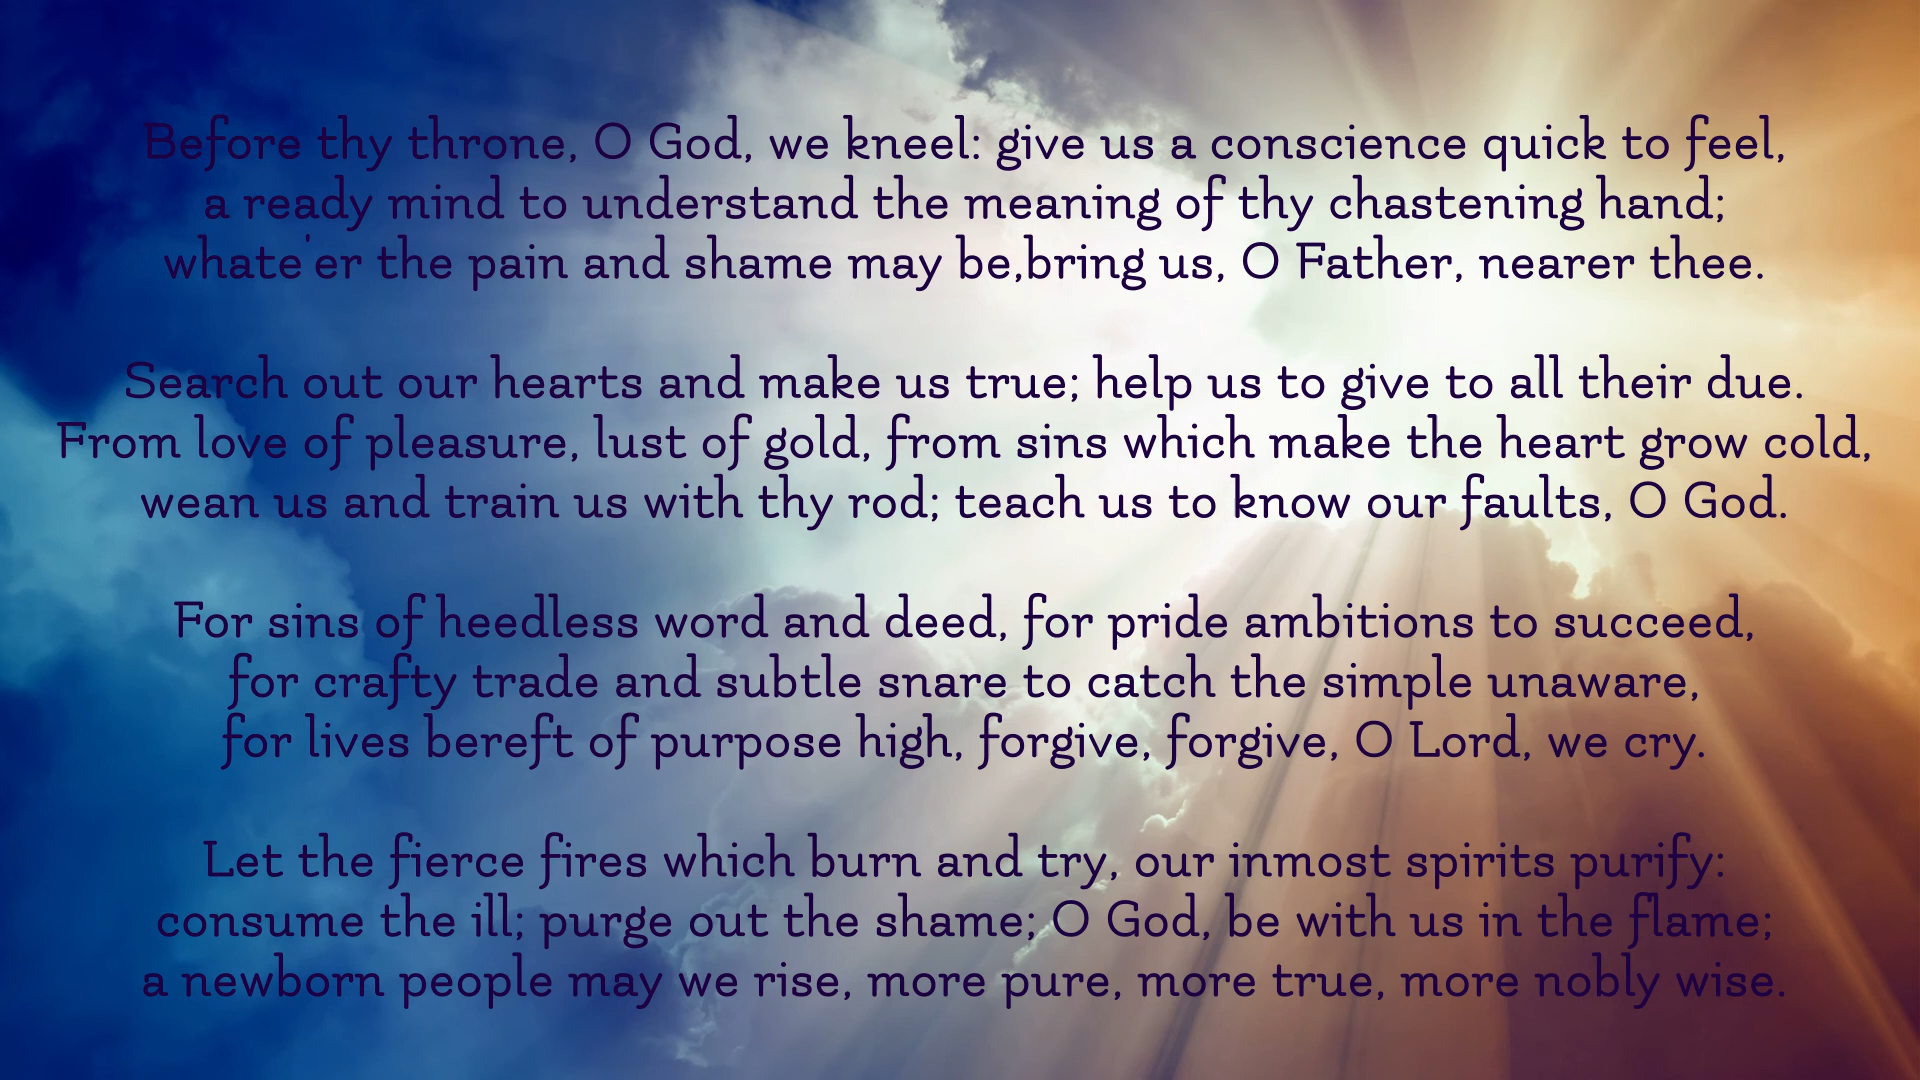 Before thy throne, O God, we kneel: give us a conscience quick to feel,
a ready mind to understand the meaning of thy chastening hand;
whate'er the pain and shame may be,bring us, O Father, nearer thee.
Search out our hearts and make us true; help us to give to all their due.
From love of pleasure, lust of gold, from sins which make the heart grow cold,
wean us and train us with thy rod; teach us to know our faults, O God.
For sins of heedless word and deed, for pride ambitions to succeed,
for crafty trade and subtle snare to catch the simple unaware,
for lives bereft of purpose high, forgive, forgive, O Lord, we cry.
Let the fierce fires which burn and try, our inmost spirits purify:
consume the ill; purge out the shame; O God, be with us in the flame;
a newborn people may we rise, more pure, more true, more nobly wise.